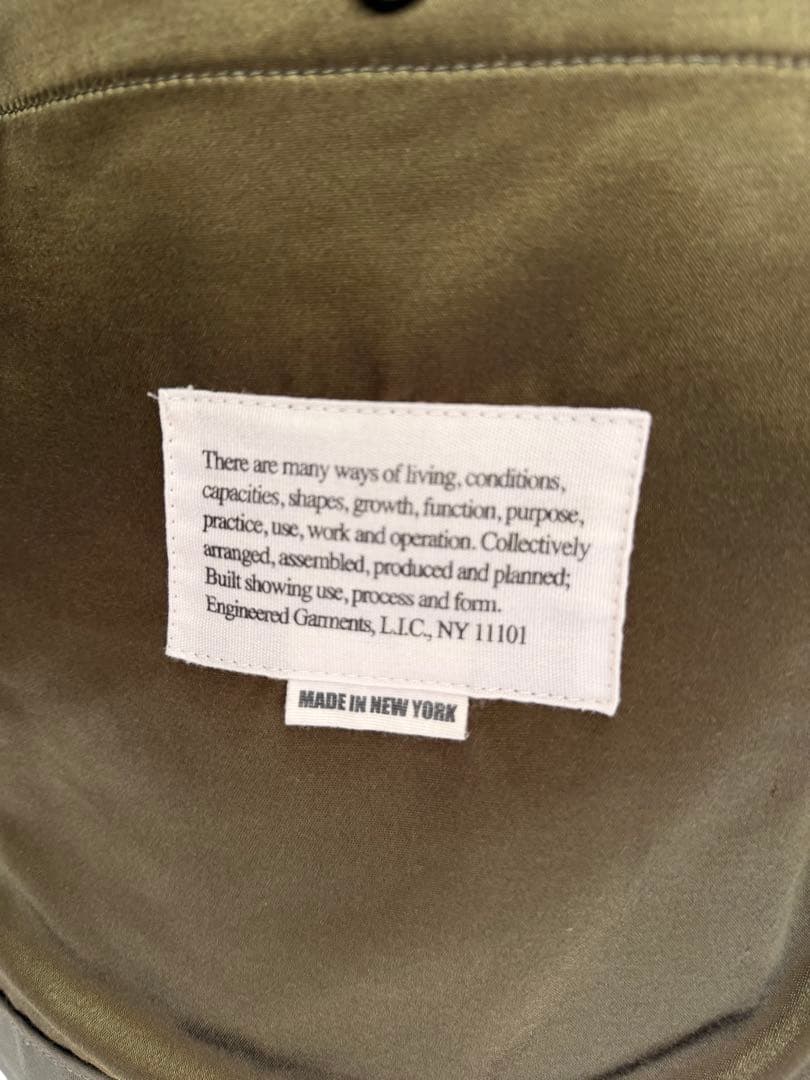 There are many ways of living, conditions,
capacities, shapes, growth, function, purpose,
practice, use, work and operation. Collectively
arranged, assembled, produced and planned;
Built showing use, process and form.
Engineered Garments, L.I.C., NY 11101
MADE IN NEW YORK